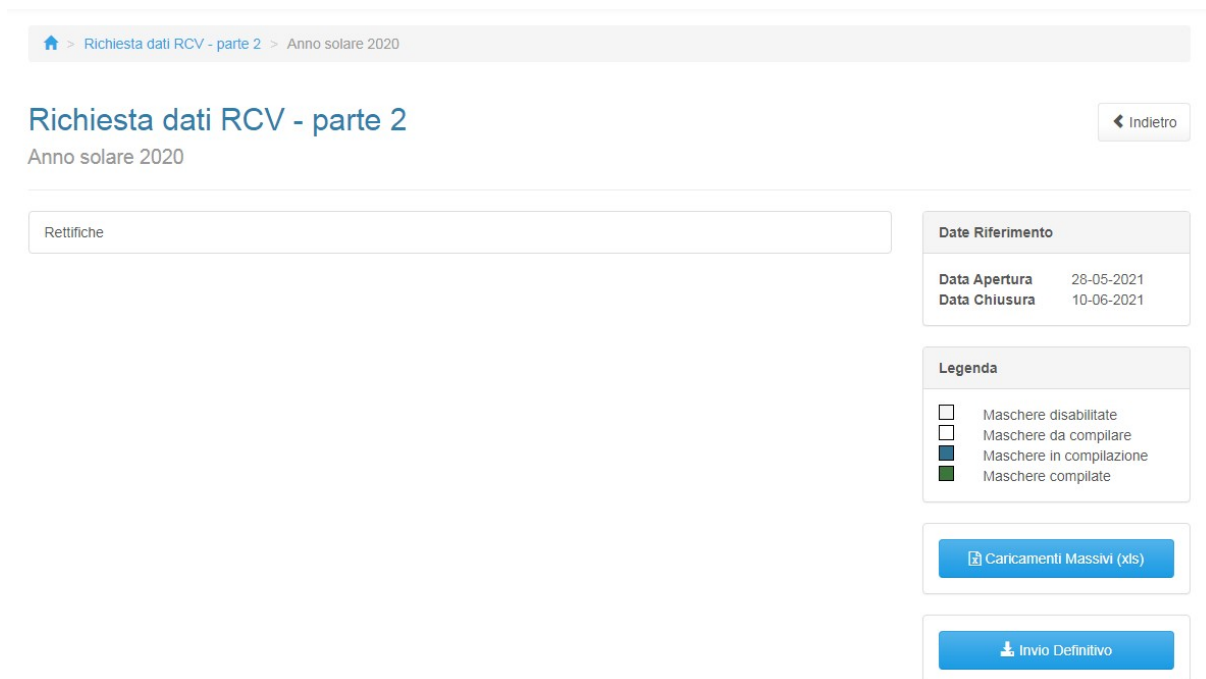 > Richiesta dati RCV - parte 2 > Anno solare 2020
Richiesta dati RCV - parte 2
Indietro
Anno solare 2020
Rettifiche
Date Riferimento
Data Apertura 28-05-2021
Data Chiusura 10-06-2021
Legenda
Maschere disabilitate
Maschere da compilare
Maschere in compilazione
Maschere compilate
Caricamenti Massivi (xls)
Invio Definitivo